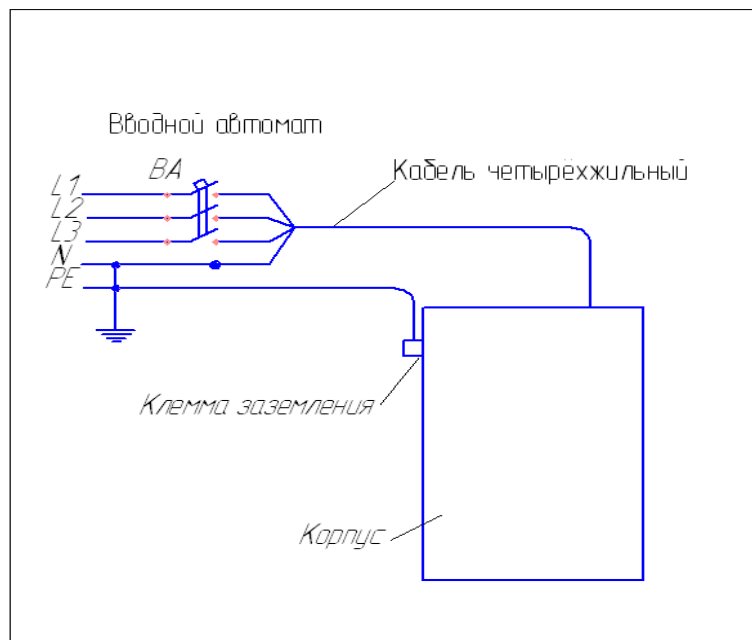 Вводной автомат
ВА
Кабель четырёхжильный
L1
L2
L3
N
PE
Клемма заземления
Корпус